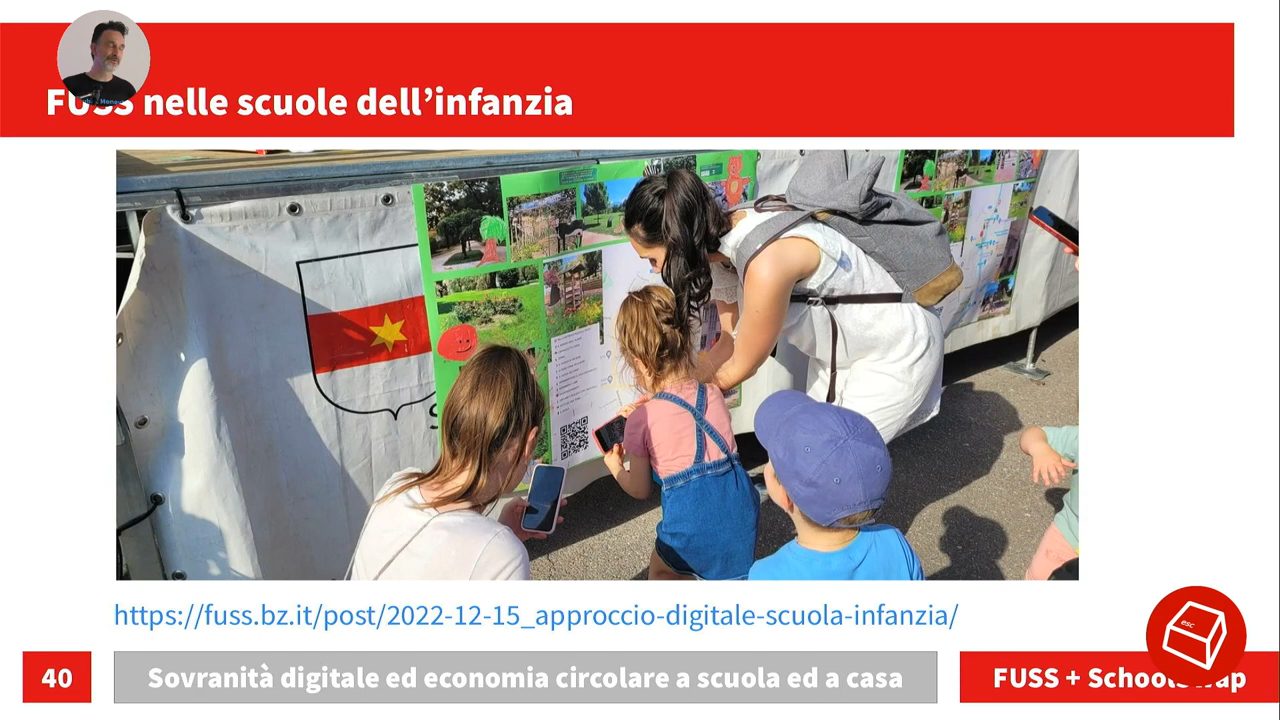 FUSS nelle scuole dell’infanzia
https://fuss.bz.it/post/2022-12-15_approccio-digitale-scuola-infanzia/
esc
40
Sovranità digitale ed economia circolare a scuola ed a casa
FUSS + SchoolSwap